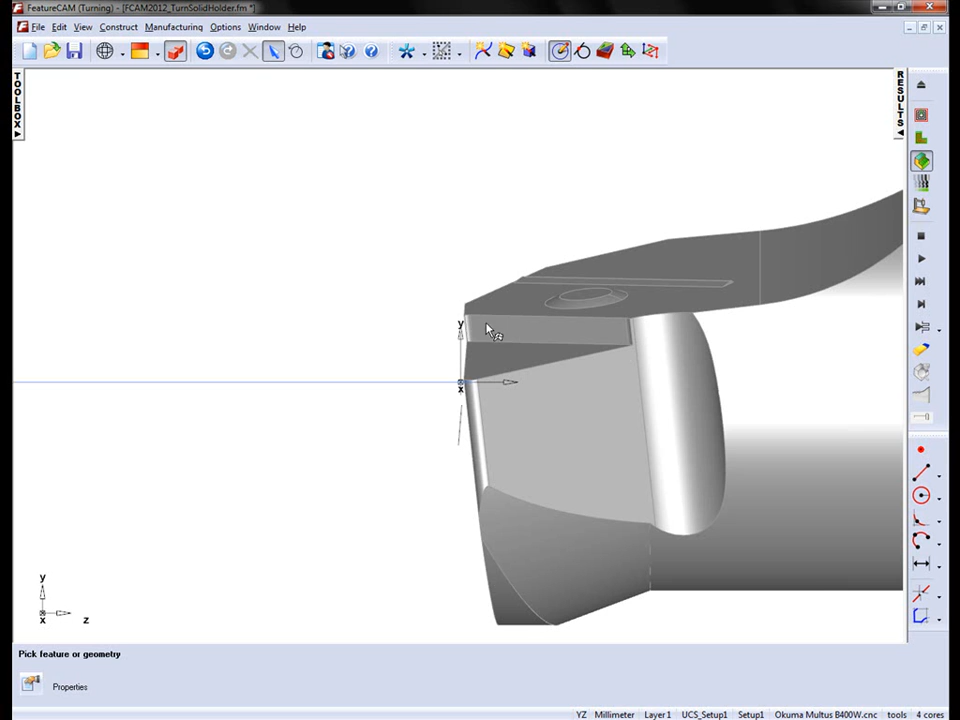 FeatureCAM (Turning) - [FCAM2012_TurnSolidHolder.fm *]
File Edit View Construct Manufacturing Options Window Help
TOOLBOX
RESULTS
y
x
y
x z
Pick feature or geometry
Properties
YZ Millimeter Layer1 UCS_Setup1 Setup1 Okuma Multus B400W.cnc tools 4 cores